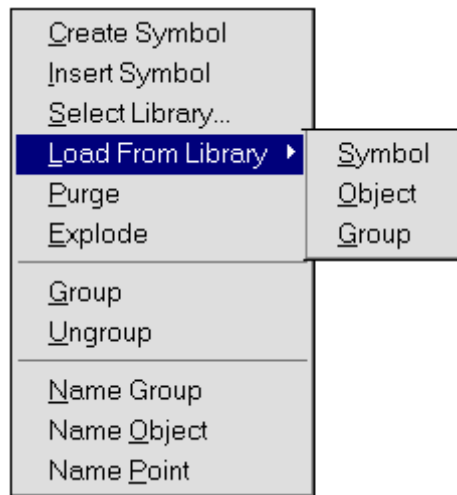 Create Symbol
Insert Symbol
Select Library...
Load From Library
Symbol
Object
Group
Purge
Explode
Group
Ungroup
Name Group
Name Object
Name Point